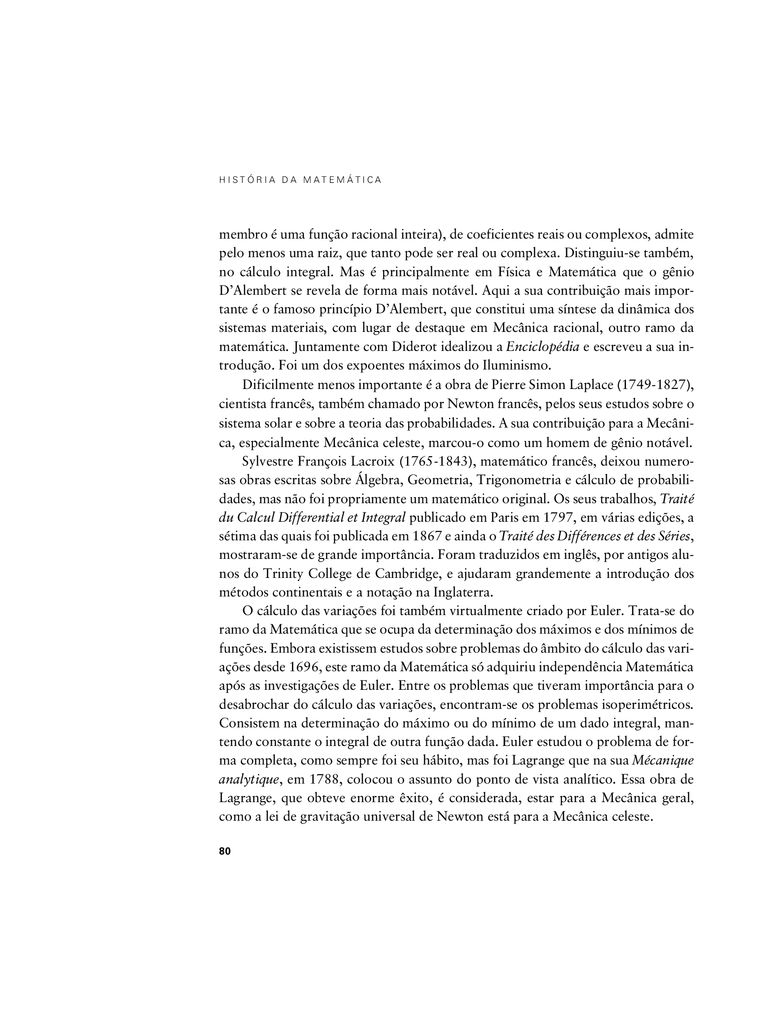 HISTÓRIA DA MATEMÁTICA
membro é uma função racional inteira), de coeficientes reais ou complexos, admite
pelo menos uma raiz, que tanto pode ser real ou complexa. Distinguiu-se também,
no cálculo integral. Mas é principalmente em Física e Matemática que o gênio
D’Alembert se revela de forma mais notável. Aqui a sua contribuição mais impor-
tante é o famoso princípio D’Alembert, que constitui uma síntese da dinâmica dos
sistemas materiais, com lugar de destaque em Mecânica racional, outro ramo da
matemática. Juntamente com Diderot idealizou a Enciclopédia e escreveu a sua in-
trodução. Foi um dos expoentes máximos do Iluminismo.
Dificilmente menos importante é a obra de Pierre Simon Laplace (1749-1827),
cientista francês, também chamado por Newton francês, pelos seus estudos sobre o
sistema solar e sobre a teoria das probabilidades. A sua contribuição para a Mecâni-
ca, especialmente Mecânica celeste, marcou-o como um homem de gênio notável.
Sylvestre François Lacroix (1765-1843), matemático francês, deixou numero-
sas obras escritas sobre Álgebra, Geometria, Trigonometria e cálculo de probabili-
dades, mas não foi propriamente um matemático original. Os seus trabalhos, Traité
du Calcul Differential et Integral publicado em Paris em 1797, em várias edições, a
sétima das quais foi publicada em 1867 e ainda o Traité des Différences et des Séries,
mostraram-se de grande importância. Foram traduzidos em inglês, por antigos alu-
nos do Trinity College de Cambridge, e ajudaram grandemente a introdução dos
métodos continentais e a notação na Inglaterra.
O cálculo das variações foi também virtualmente criado por Euler. Trata-se do
ramo da Matemática que se ocupa da determinação dos máximos e dos mínimos de
funções. Embora existissem estudos sobre problemas do âmbito do cálculo das vari-
ações desde 1696, este ramo da Matemática só adquiriu independência Matemática
após as investigações de Euler. Entre os problemas que tiveram importância para o
desabrochar do cálculo das variações, encontram-se os problemas isoperimétricos.
Consistem na determinação do máximo ou do mínimo de um dado integral, man-
tendo constante o integral de outra função dada. Euler estudou o problema de for-
ma completa, como sempre foi seu hábito, mas foi Lagrange que na sua Mécanique
analytique, em 1788, colocou o assunto do ponto de vista analítico. Essa obra de
Lagrange, que obteve enorme êxito, é considerada, estar para a Mecânica geral,
como a lei de gravitação universal de Newton está para a Mecânica celeste.
80